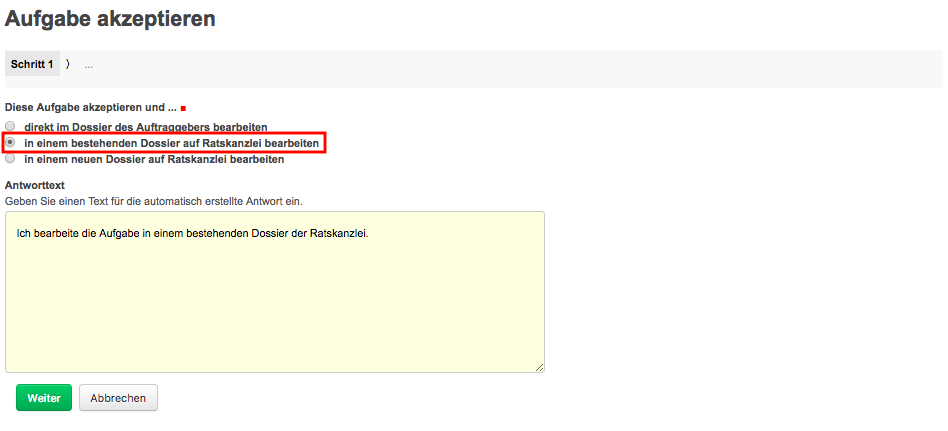 Aufgabe akzeptieren
Schritt 1 ⟩ ...
Diese Aufgabe akzeptieren und ...
direkt im Dossier des Auftraggebers bearbeiten
in einem bestehenden Dossier auf Ratskanzlei bearbeiten
in einem neuen Dossier auf Ratskanzlei bearbeiten
Antworttext
Geben Sie einen Text für die automatisch erstellte Antwort ein.
Ich bearbeite die Aufgabe in einem bestehenden Dossier der Ratskanzlei.
Weiter Abbrechen